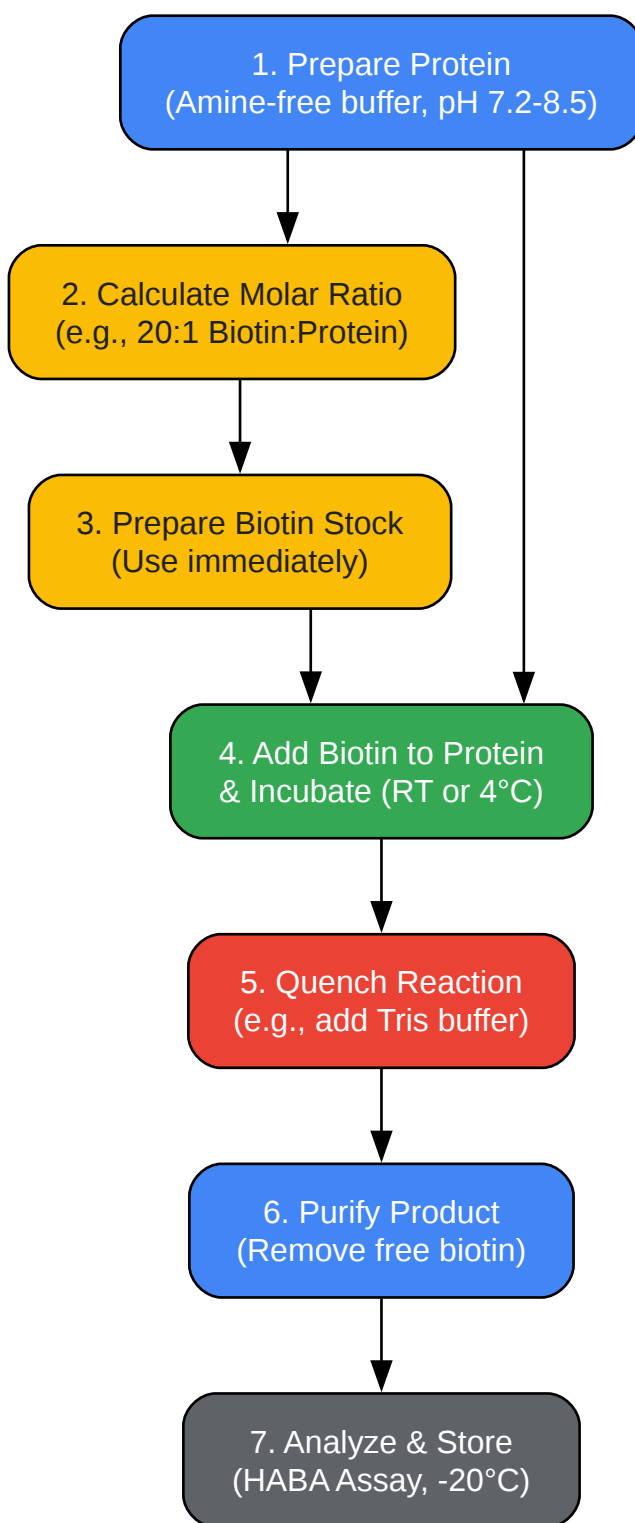 1. Prepare Protein
(Amine-free buffer, pH 7.2-8.5)
2. Calculate Molar Ratio
(e.g., 20:1 Biotin:Protein)
3. Prepare Biotin Stock
(Use immediately)
4. Add Biotin to Protein
& Incubate (RT or 4°C)
5. Quench Reaction
(e.g., add Tris buffer)
6. Purify Product
(Remove free biotin)
7. Analyze & Store
(HABA Assay, -20°C)